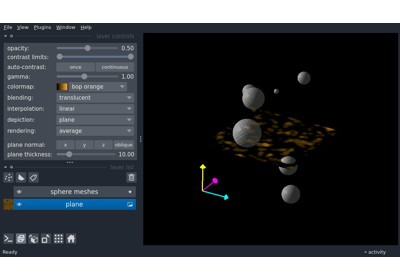 File View Plugins Window Help
layer controls
opacity: 0.50
contrast limits:
auto-contrast: once continuous
gamma: 1.00
colormap: bop orange
blending: translucent
interpolation: linear
depiction: plane
rendering: average
plane normal: x y z oblique
plane thickness: 10.00
layer list
sphere meshes
plane
Ready activity